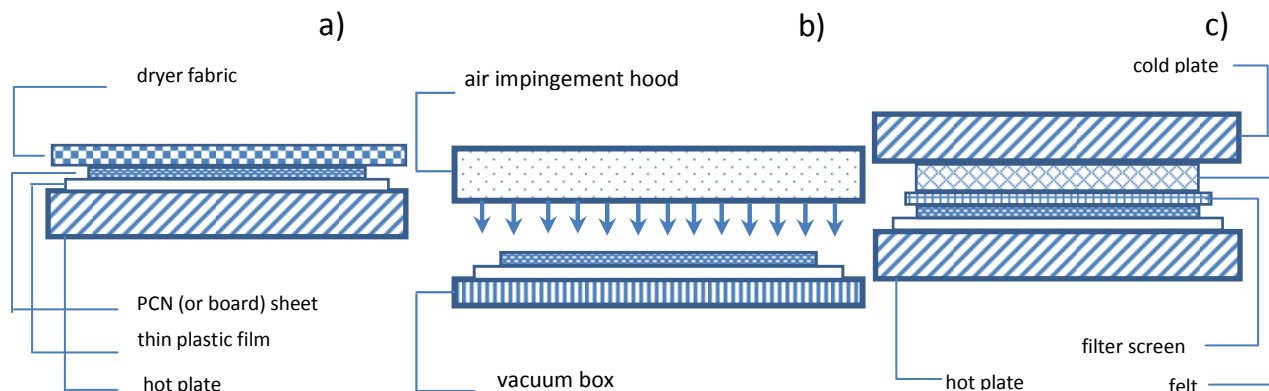 a)
b)
c)
dryer fabric
air impingement hood
cold plate
PCN (or board) sheet
thin plastic film
hot plate
vacuum box
filter screen
hot plate
felt